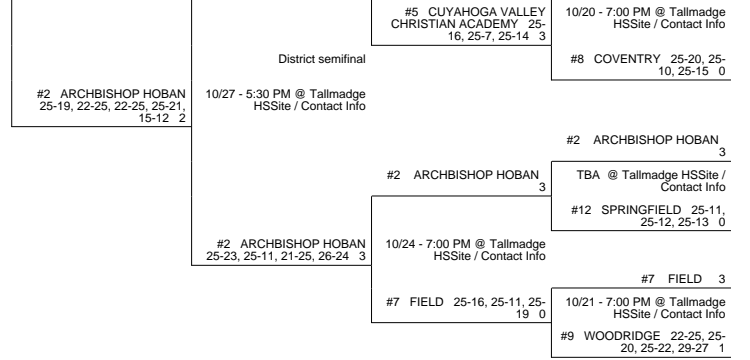 #5 CUYAHOGA VALLEY
CHRISTIAN ACADEMY 25-
16, 25-7, 25-14 3
10/20 - 7:00 PM @ Tallmadge
HSSite / Contact Info
#8 COVENTRY 25-20, 25-
10, 25-15 0
District semifinal
10/27 - 5:30 PM @ Tallmadge
HSSite / Contact Info
#2 ARCHBISHOP HOBAN
25-19, 22-25, 22-25, 25-21,
15-12 2
#2 ARCHBISHOP HOBAN
3
TBA @ Tallmadge HSSite /
Contact Info
#2 ARCHBISHOP HOBAN
3
#12 SPRINGFIELD 25-11,
25-12, 25-13 0
#2 ARCHBISHOP HOBAN
25-23, 25-11, 21-25, 26-24 3
10/24 - 7:00 PM @ Tallmadge
HSSite / Contact Info
#7 FIELD 3
#7 FIELD 25-16, 25-11, 25-
19 0
10/21 - 7:00 PM @ Tallmadge
HSSite / Contact Info
#9 WOODRIDGE 22-25, 25-
20, 25-22, 29-27 1